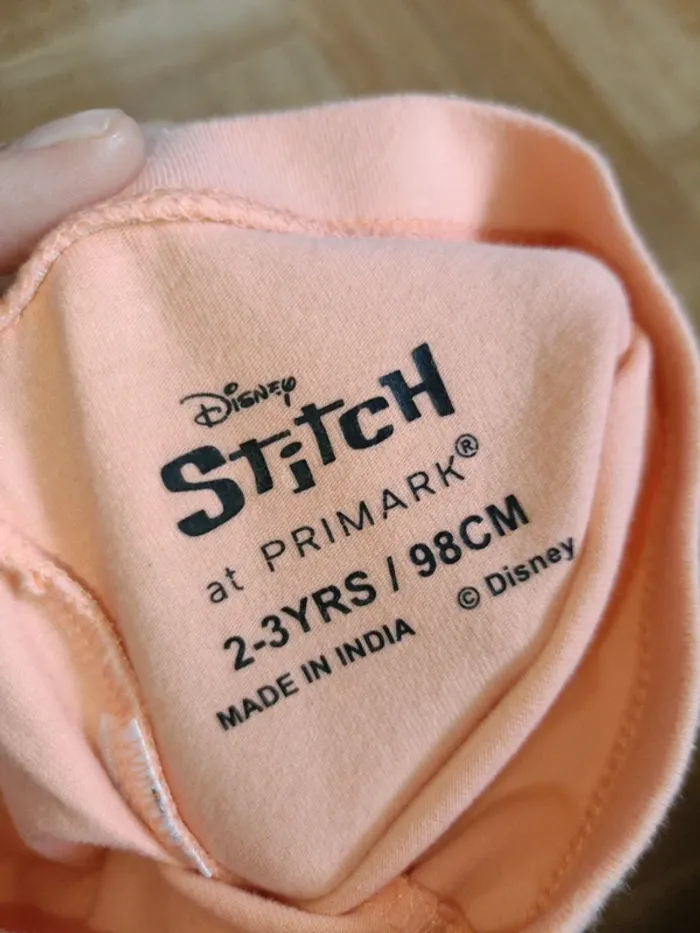 Disney
Stitch
at PRIMARK®
2-3YRS / 98CM
MADE IN INDIA
© Disney